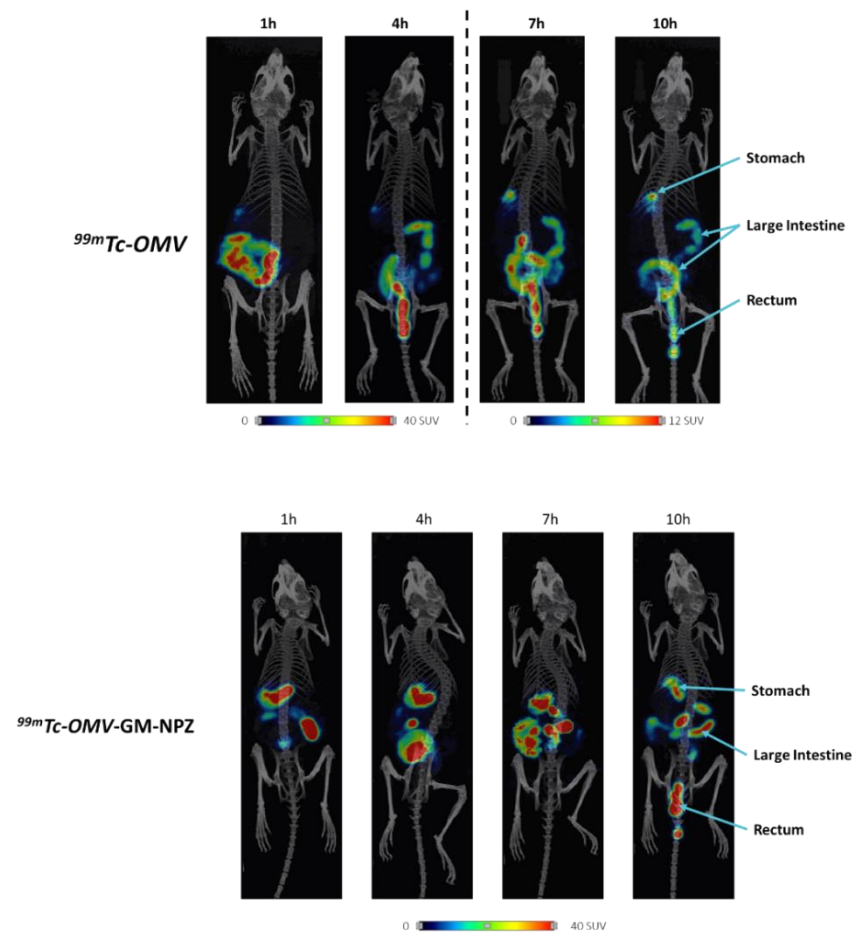 1h 4h 7h 10h
Stomach
Large Intestine
99mTc-OMV
Rectum
0 40 SUV 0 12 SUV
1h 4h 7h 10h
Stomach
99mTc-OMV-GM-NPZ
Large Intestine
Rectum
0 40 SUV